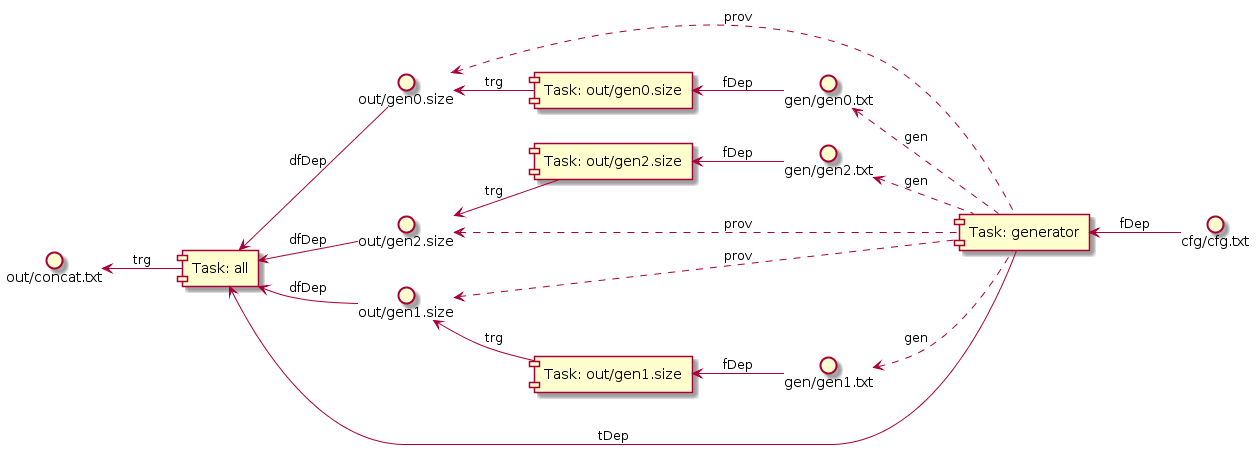 prov
out/gen0.size
trg
Task: out/gen0.size
fDep
gen/gen0.txt
gen
dfDep
Task: out/gen2.size
fDep
gen/gen2.txt
gen
trg
out/gen2.size
dfDep
prov
Task: generator
fDep
cfg/cfg.txt
out/concat.txt
trg
Task: all
prov
dfDep
out/gen1.size
trg
gen
Task: out/gen1.size
fDep
gen/gen1.txt
tDep